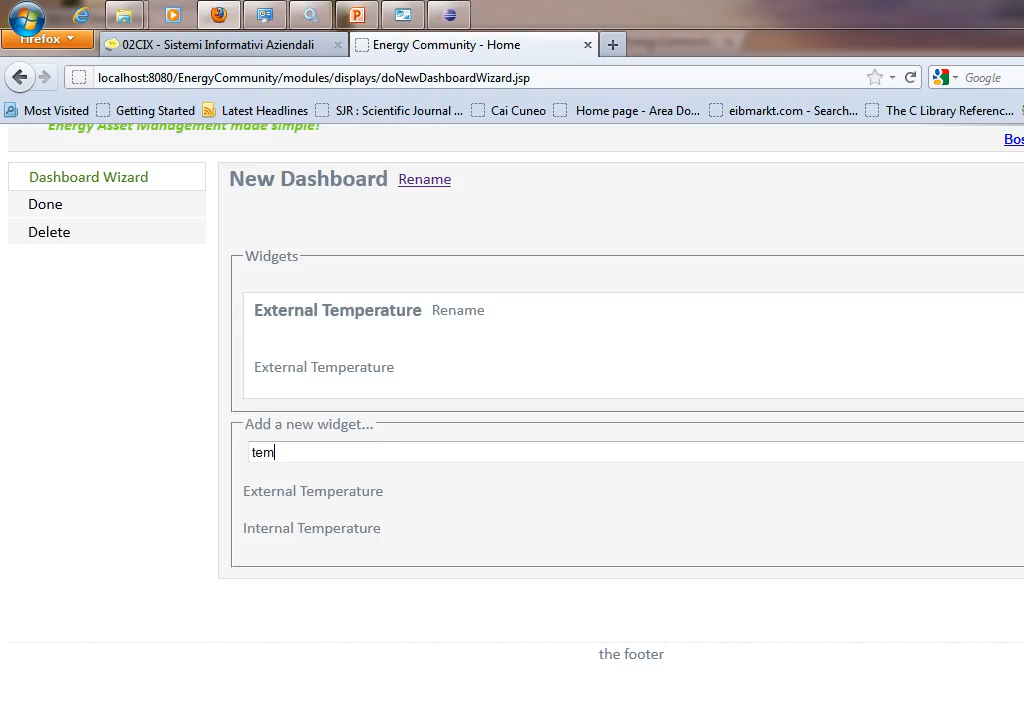 Firefox
02CIX - Sistemi Informativi Aziendali
Energy Community - Home
localhost:8080/EnergyCommunity/modules/displays/doNewDashboardWizard.jsp
Google
Most Visited
Getting Started
Latest Headlines
SJR : Scientific Journal ...
Cai Cuneo
Home page - Area Do...
eibmarkt.com - Search...
The C Library Referenc...
Energy Asset Management made simple!
Bos
Dashboard Wizard
Done
Delete
New Dashboard Rename
Widgets
External Temperature Rename
External Temperature
Add a new widget...
tem
External Temperature
Internal Temperature
the footer